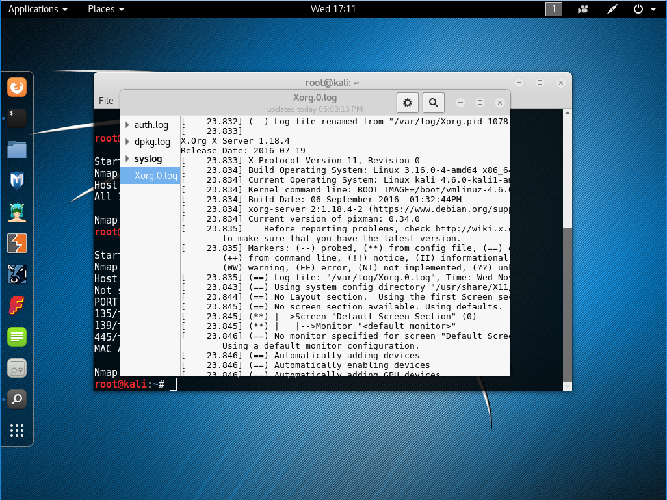 Applications
Places
Wed 17:11
1
root@kali: ~
File
Xorg.0.log
updated today 05:03:13 PM
auth.log
dpkg.log
syslog
Xorg.0.log
[ 23.832] (--) Log file renamed from "/var/log/Xorg.pid-1078
[ 23.833]
X.Org X Server 1.18.4
Release Date: 2016-07-19
[ 23.833] X Protocol Version 11, Revision 0
[ 23.834] Build Operating System: Linux 3.16.0-4-amd64 x86_64
[ 23.834] Current Operating System: Linux kali 4.6.0-kali1-am
[ 23.834] Kernel command line: BOOT_IMAGE=/boot/vmlinuz-4.6.0
[ 23.834] Build Date: 06 September 2016 01:32:44PM
[ 23.834] xorg-server 2:1.18.4-2 (https://www.debian.org/supp
[ 23.834] Current version of pixman: 0.34.0
[ 23.835] Before reporting problems, check http://wiki.x.
to make sure that you have the latest version.
[ 23.835] Markers: (--) probed, (**) from config file, (==)
(++) from command line, (!!) notice, (II) informational
(WW) warning, (EE) error, (NI) not implemented, (??) un
[ 23.835] (==) Log file: "/var/log/Xorg.0.log", Time: Wed Nov
[ 23.843] (==) Using system config directory "/usr/share/X11/
[ 23.844] (==) No Layout section. Using the first Screen sec
[ 23.845] (==) No screen section available. Using defaults.
[ 23.845] (**) |-->Screen "Default Screen Section" (0)
[ 23.845] (**) | |-->Monitor "<default monitor>"
[ 23.846] (==) No monitor specified for screen "Default Scree
Using a default monitor configuration.
[ 23.846] (==) Automatically adding devices
[ 23.846] (==) Automatically enabling devices
[ 23.846] (==) Automatically adding GPU devices
root@
Start
Nmap
Host
All
Nmap
root@
Start
Nmap
Host
Not s
PORT
135/t
139/t
445/t
MAC A
Nmap
root@kali:~#